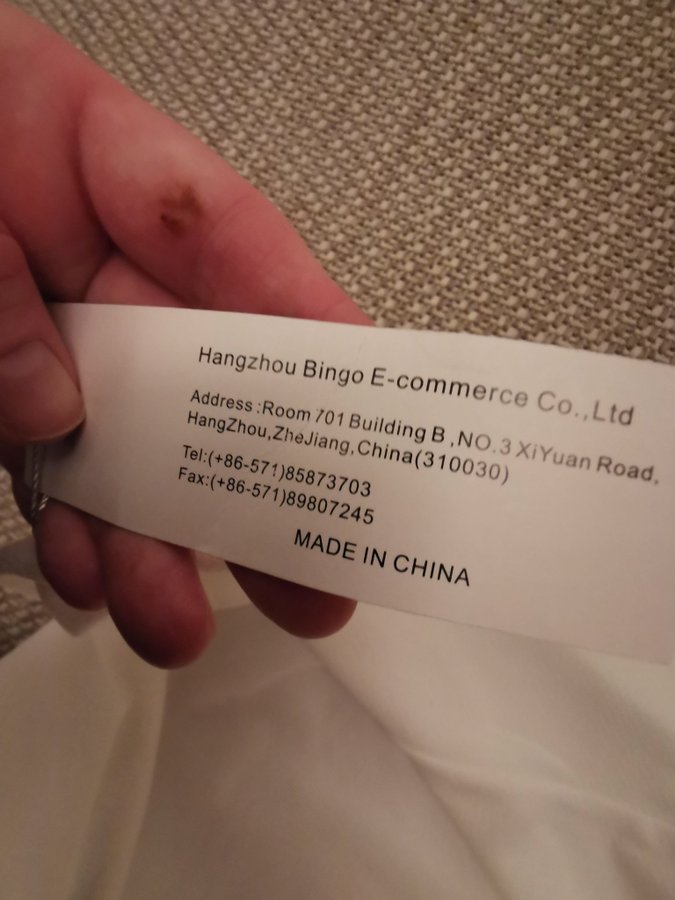 Hangzhou Bingo E-commerce Co.,Ltd
Address:Room 701 Building B ,NO.3 XiYuan Road,
HangZhou,ZheJiang,China(310030)
Tel:(+86-571)85873703
Fax:(+86-571)89807245
MADE IN CHINA